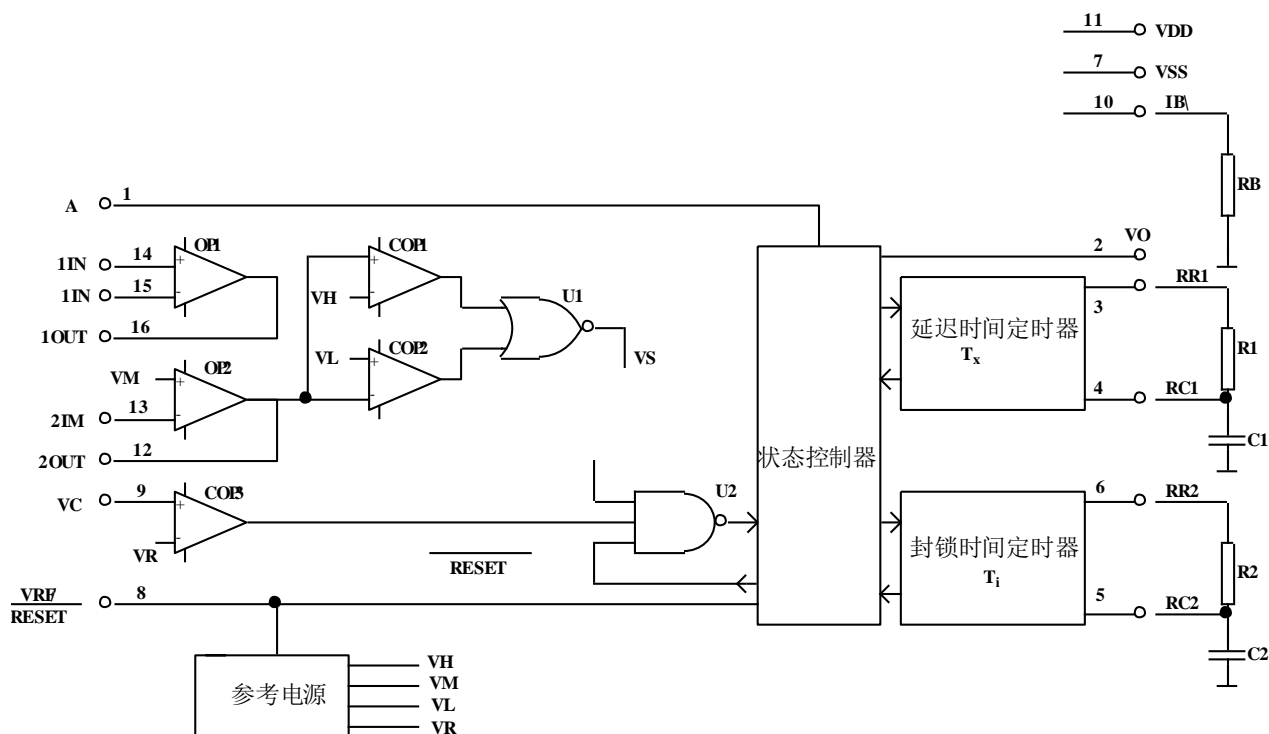 11 VDD
7 VSS
10 IB\
RB
A 1
1IN 14 + OP1
1IN 15 -
1OUT 16
COP1 +
VH -
U1
VS
VL + COP2
-
VM + OP2
2IM 13 -
2OUT 12
VC 9 + COP3
VR -
U2
RESET
VRF/ 8
RESET
参考电源
VH
VM
VL
VR
状态控制器
2 VO
延迟时间定时器
Tx
3 RR1
R1
4 RC1
C1
封锁时间定时器
Ti
6 RR2
R2
5 RC2
C2